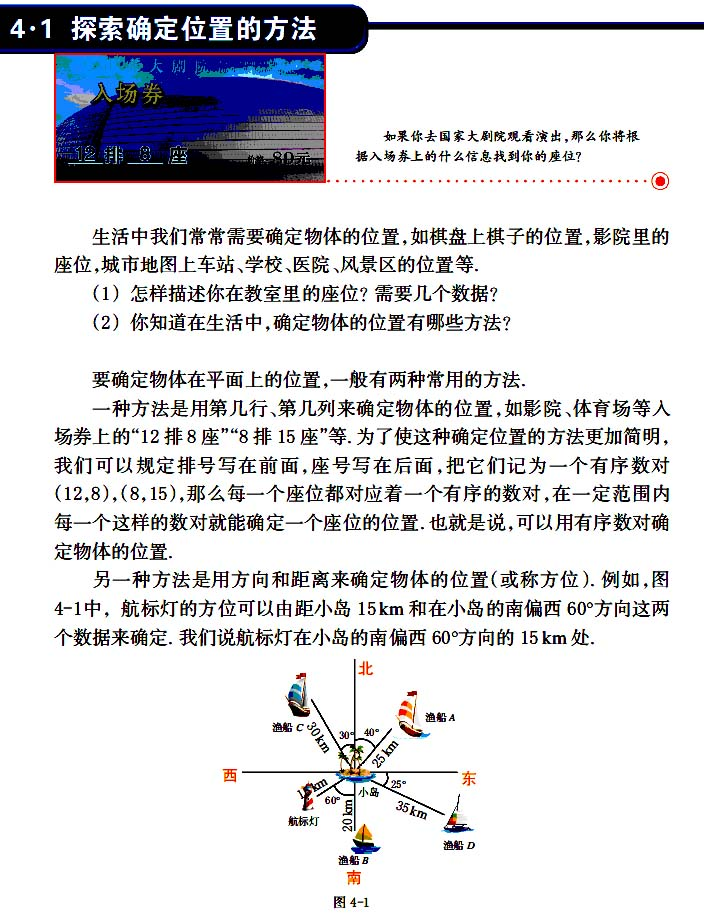 4·1 探索确定位置的方法
大剧院
入场券
12 排 8 座
80元
如果你去国家大剧院观看演出,那么你将根
据入场券上的什么信息找到你的座位?
生活中我们常常需要确定物体的位置,如棋盘上棋子的位置,影院里的
座位,城市地图上车站、学校、医院、风景区的位置等.
(1) 怎样描述你在教室里的座位? 需要几个数据?
(2) 你知道在生活中,确定物体的位置有哪些方法?
要确定物体在平面上的位置,一般有两种常用的方法.
一种方法是用第几行、第几列来确定物体的位置,如影院、体育场等入
场券上的“12 排 8 座”“8 排 15 座”等. 为了使这种确定位置的方法更加简明,
我们可以规定排号写在前面,座号写在后面,把它们记为一个有序数对
(12,8),(8,15),那么每一个座位都对应着一个有序的数对,在一定范围内
每一个这样的数对就能确定一个座位的位置. 也就是说,可以用有序数对确
定物体的位置.
另一种方法是用方向和距离来确定物体的位置(或称方位). 例如,图
4-1中, 航标灯的方位可以由距小岛 15km 和在小岛的南偏西 60°方向这两
个数据来确定. 我们说航标灯在小岛的南偏西 60°方向的 15 km 处.
北
渔船 A
渔船 C
30 km
30°
40°
25 km
西
东
km
60°
小岛
25°
35 km
航标灯
20 km
渔船 D
渔船 B
南
图 4-1